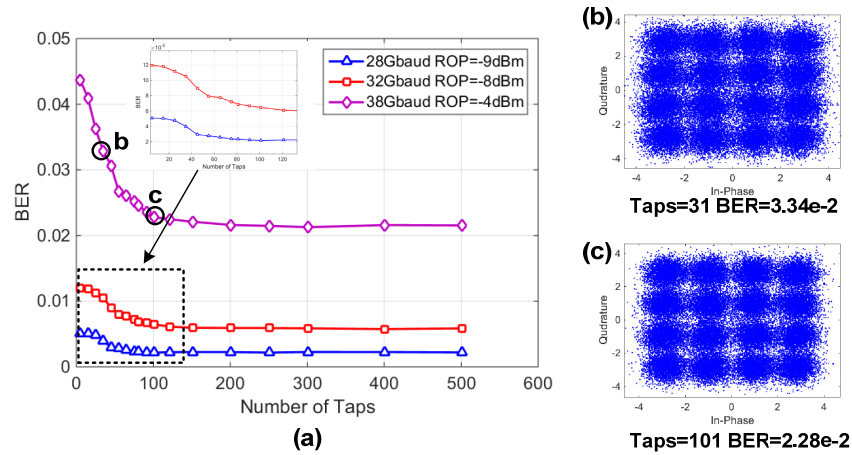 (a)
0.05
0.04
0.03
0.02
0.01
0
BER
0 100 200 300 400 500 600
Number of Taps
28Gbaud ROP=-9dBm
32Gbaud ROP=-8dBm
38Gbaud ROP=-4dBm
b
c
12
10
8
6
4
2
BER
20 40 60 80 100 120
Number of Taps
(b)
4
2
0
-2
-4
Qudrature
-4 -2 0 2 4
In-Phase
Taps=31 BER=3.34e-2
(c)
4
2
0
-2
-4
Qudrature
-4 -2 0 2 4
In-Phase
Taps=101 BER=2.28e-2